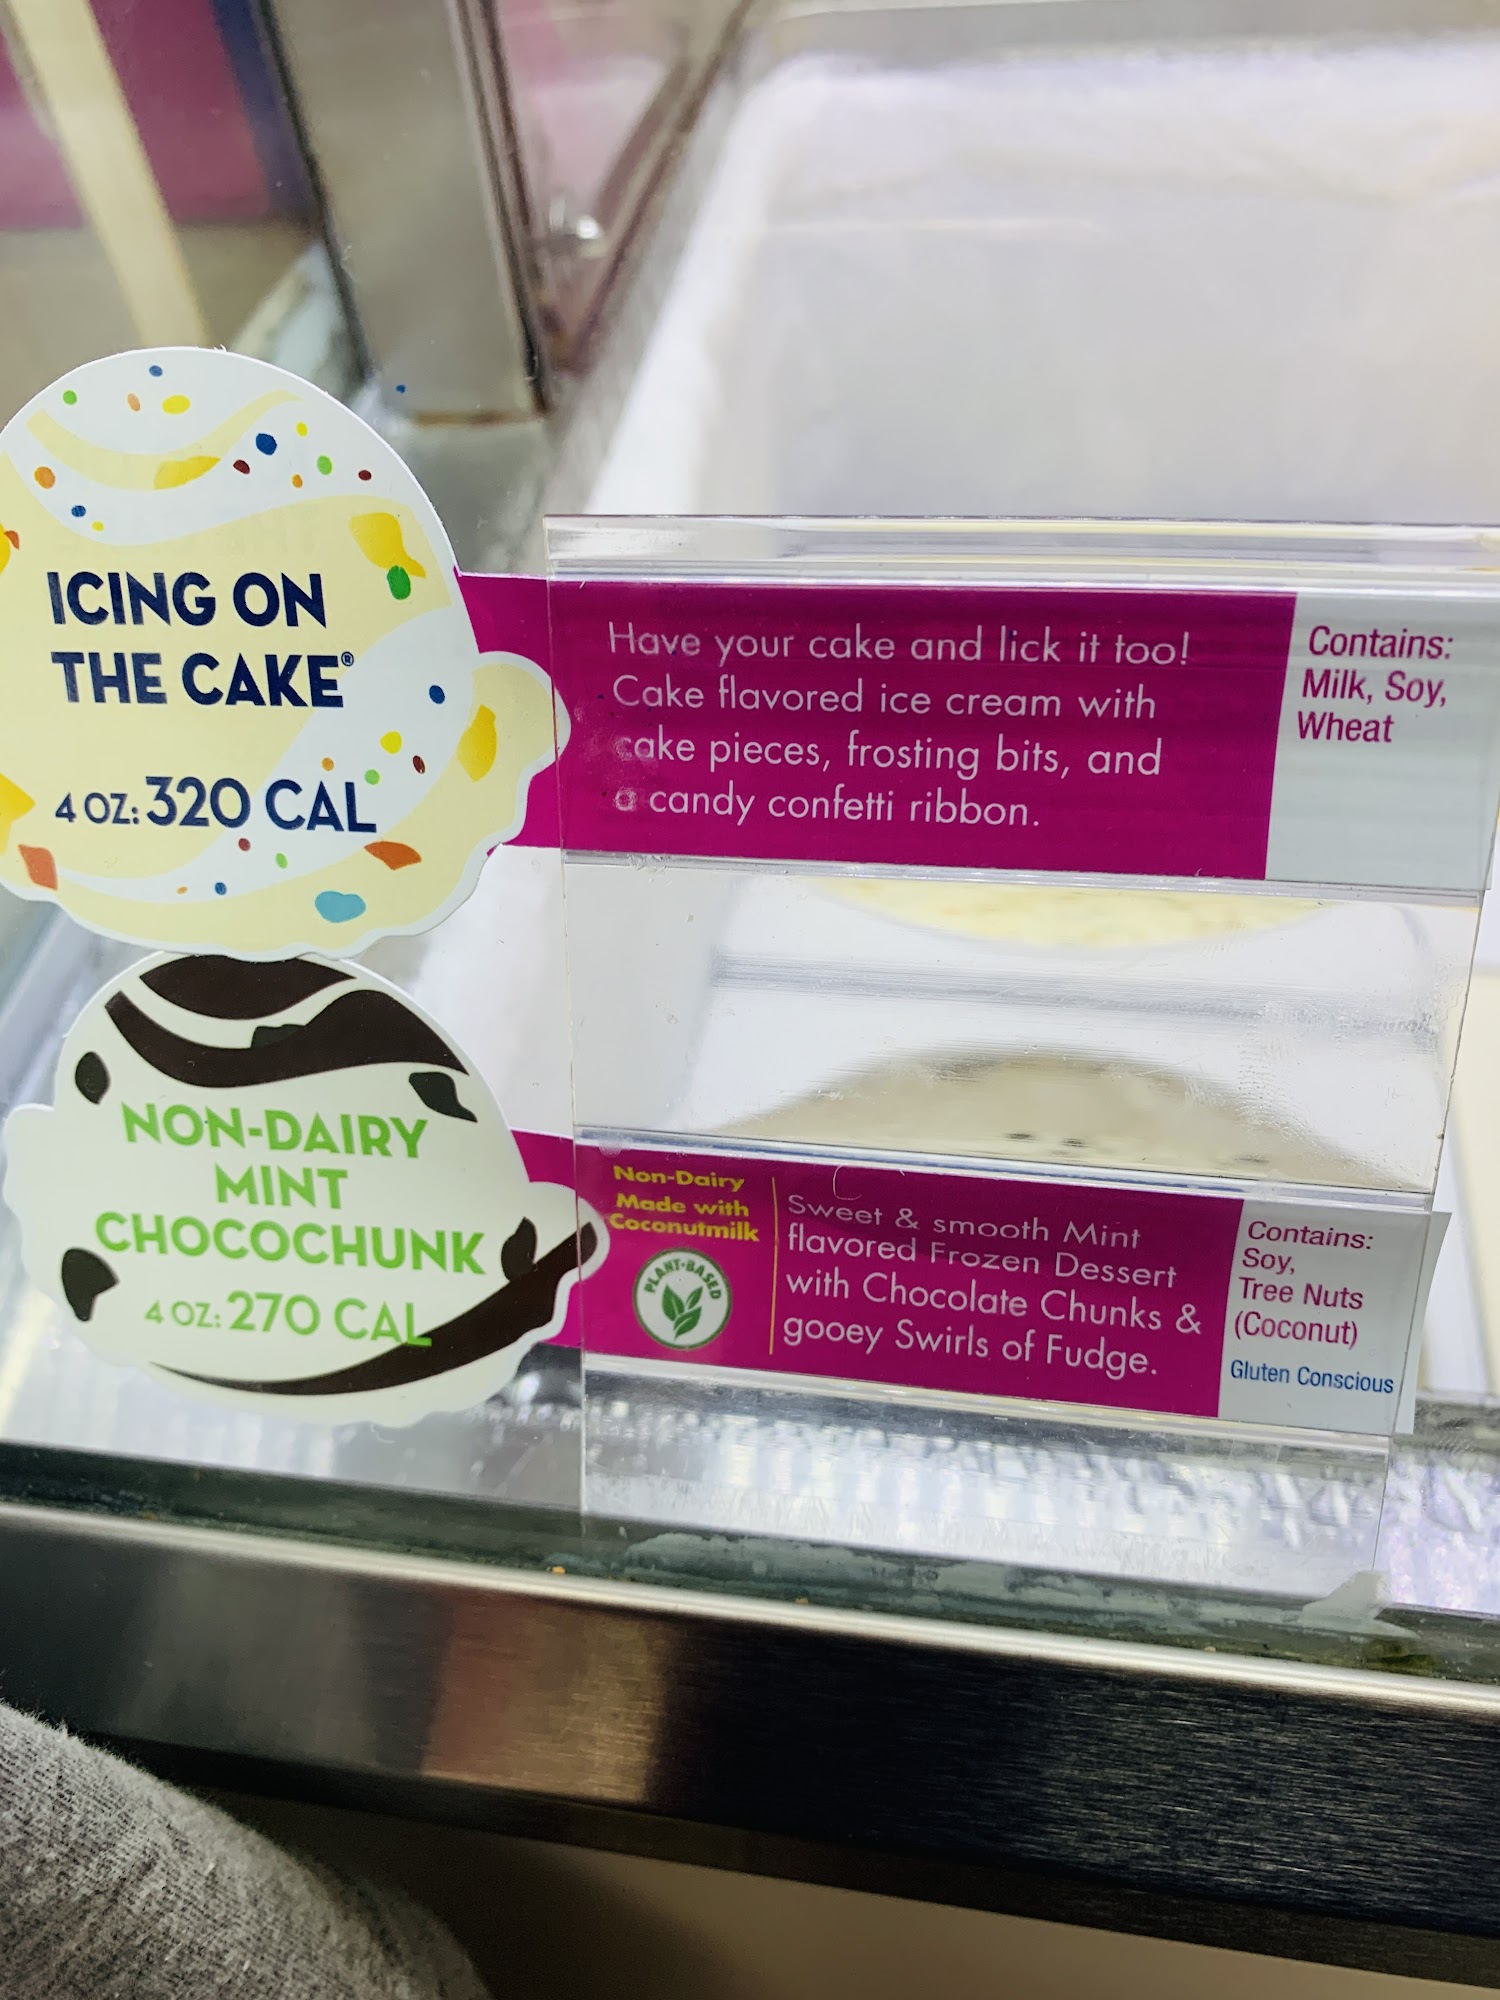 ICING ON
THE CAKE®
4 OZ: 320 CAL
Have your cake and lick it too!
Cake flavored ice cream with
cake pieces, frosting bits, and
a candy confetti ribbon.
Contains:
Milk, Soy,
Wheat
NON-DAIRY
MINT
CHOCOCHUNK
4 OZ: 270 CAL
Non-Dairy
Made with
Coconutmilk
PLANT-BASED
Sweet & smooth Mint
flavored Frozen Dessert
with Chocolate Chunks &
gooey Swirls of Fudge.
Contains:
Soy,
Tree Nuts
(Coconut)
Gluten Conscious